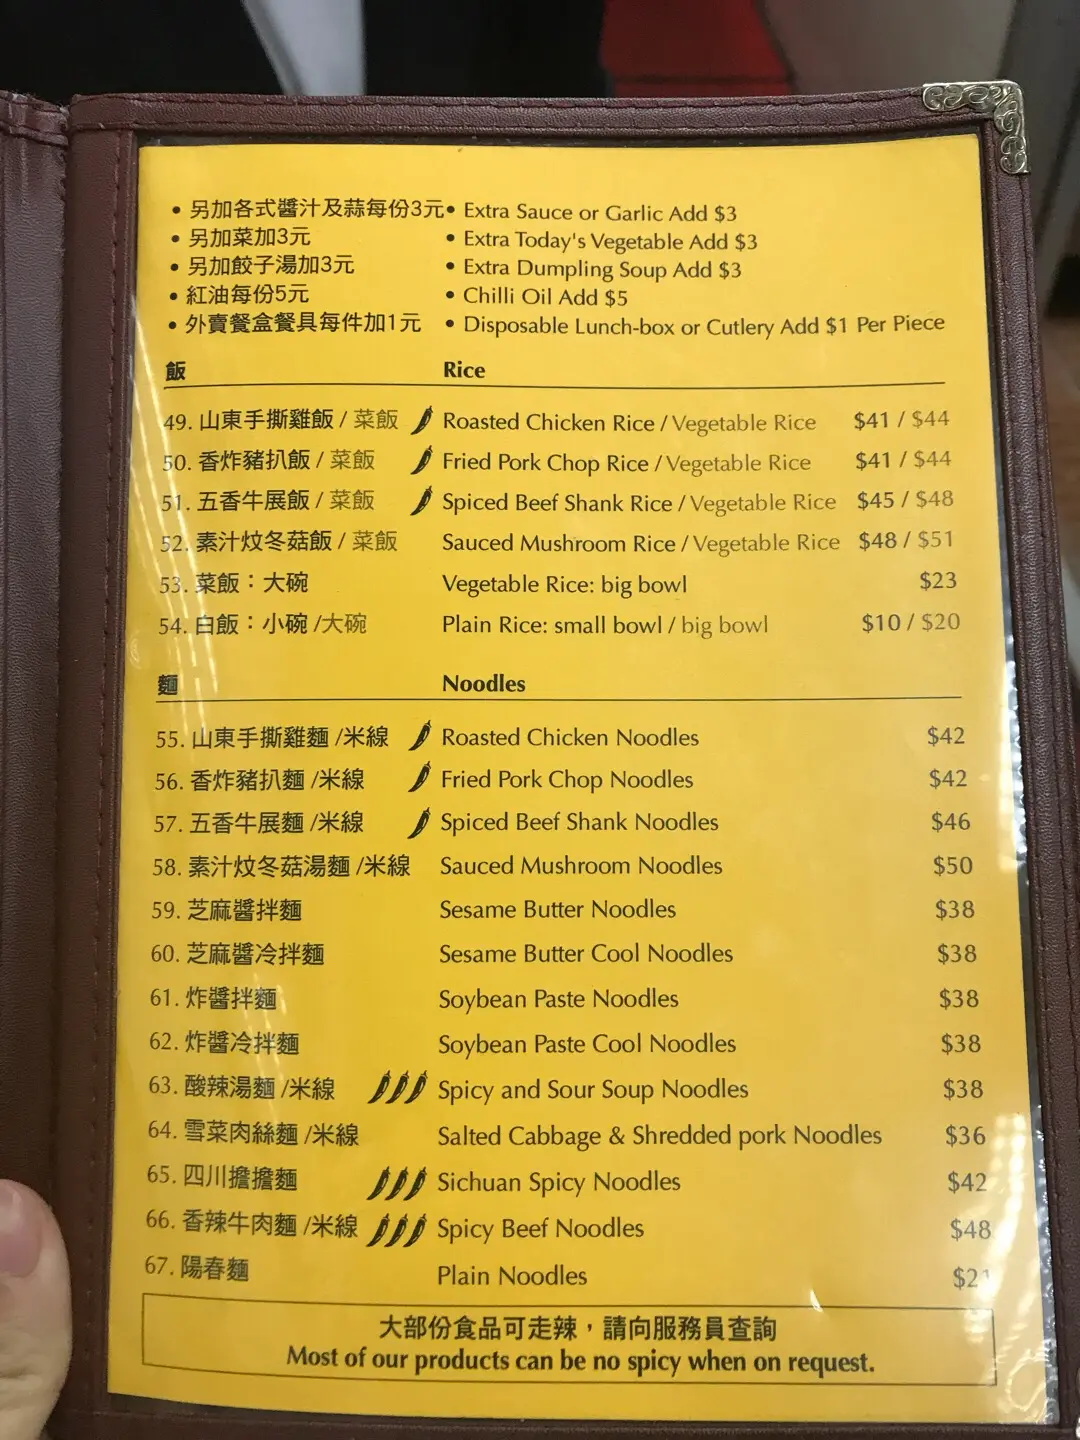 • 另加各式醬汁及蒜每份3元 • Extra Sauce or Garlic Add $3
• 另加菜加3元 • Extra Today's Vegetable Add $3
• 另加餃子湯加3元 • Extra Dumpling Soup Add $3
• 紅油每份5元 • Chilli Oil Add $5
• 外賣餐盒餐具每件加1元 • Disposable Lunch-box or Cutlery Add $1 Per Piece
飯 Rice
49. 山東手撕雞飯 / 菜飯 Roasted Chicken Rice / Vegetable Rice $41 / $44
50. 香炸豬扒飯 / 菜飯 Fried Pork Chop Rice / Vegetable Rice $41 / $44
51. 五香牛展飯 / 菜飯 Spiced Beef Shank Rice / Vegetable Rice $45 / $48
52. 素汁炆冬菇飯 / 菜飯 Sauced Mushroom Rice / Vegetable Rice $48 / $51
53. 菜飯：大碗 Vegetable Rice: big bowl $23
54. 白飯：小碗 /大碗 Plain Rice: small bowl / big bowl $10 / $20
麵 Noodles
55. 山東手撕雞麵 /米線 Roasted Chicken Noodles $42
56. 香炸豬扒麵 /米線 Fried Pork Chop Noodles $42
57. 五香牛展麵 /米線 Spiced Beef Shank Noodles $46
58. 素汁炆冬菇湯麵 /米線 Sauced Mushroom Noodles $50
59. 芝麻醬拌麵 Sesame Butter Noodles $38
60. 芝麻醬冷拌麵 Sesame Butter Cool Noodles $38
61. 炸醬拌麵 Soybean Paste Noodles $38
62. 炸醬冷拌麵 Soybean Paste Cool Noodles $38
63. 酸辣湯麵 /米線 Spicy and Sour Soup Noodles $38
64. 雪菜肉絲麵 /米線 Salted Cabbage & Shredded pork Noodles $36
65. 四川擔擔麵 Sichuan Spicy Noodles $42
66. 香辣牛肉麵 /米線 Spicy Beef Noodles $48
67. 陽春麵 Plain Noodles
大部份食品可走辣，請向服務員查詢
Most of our products can be no spicy when on request.